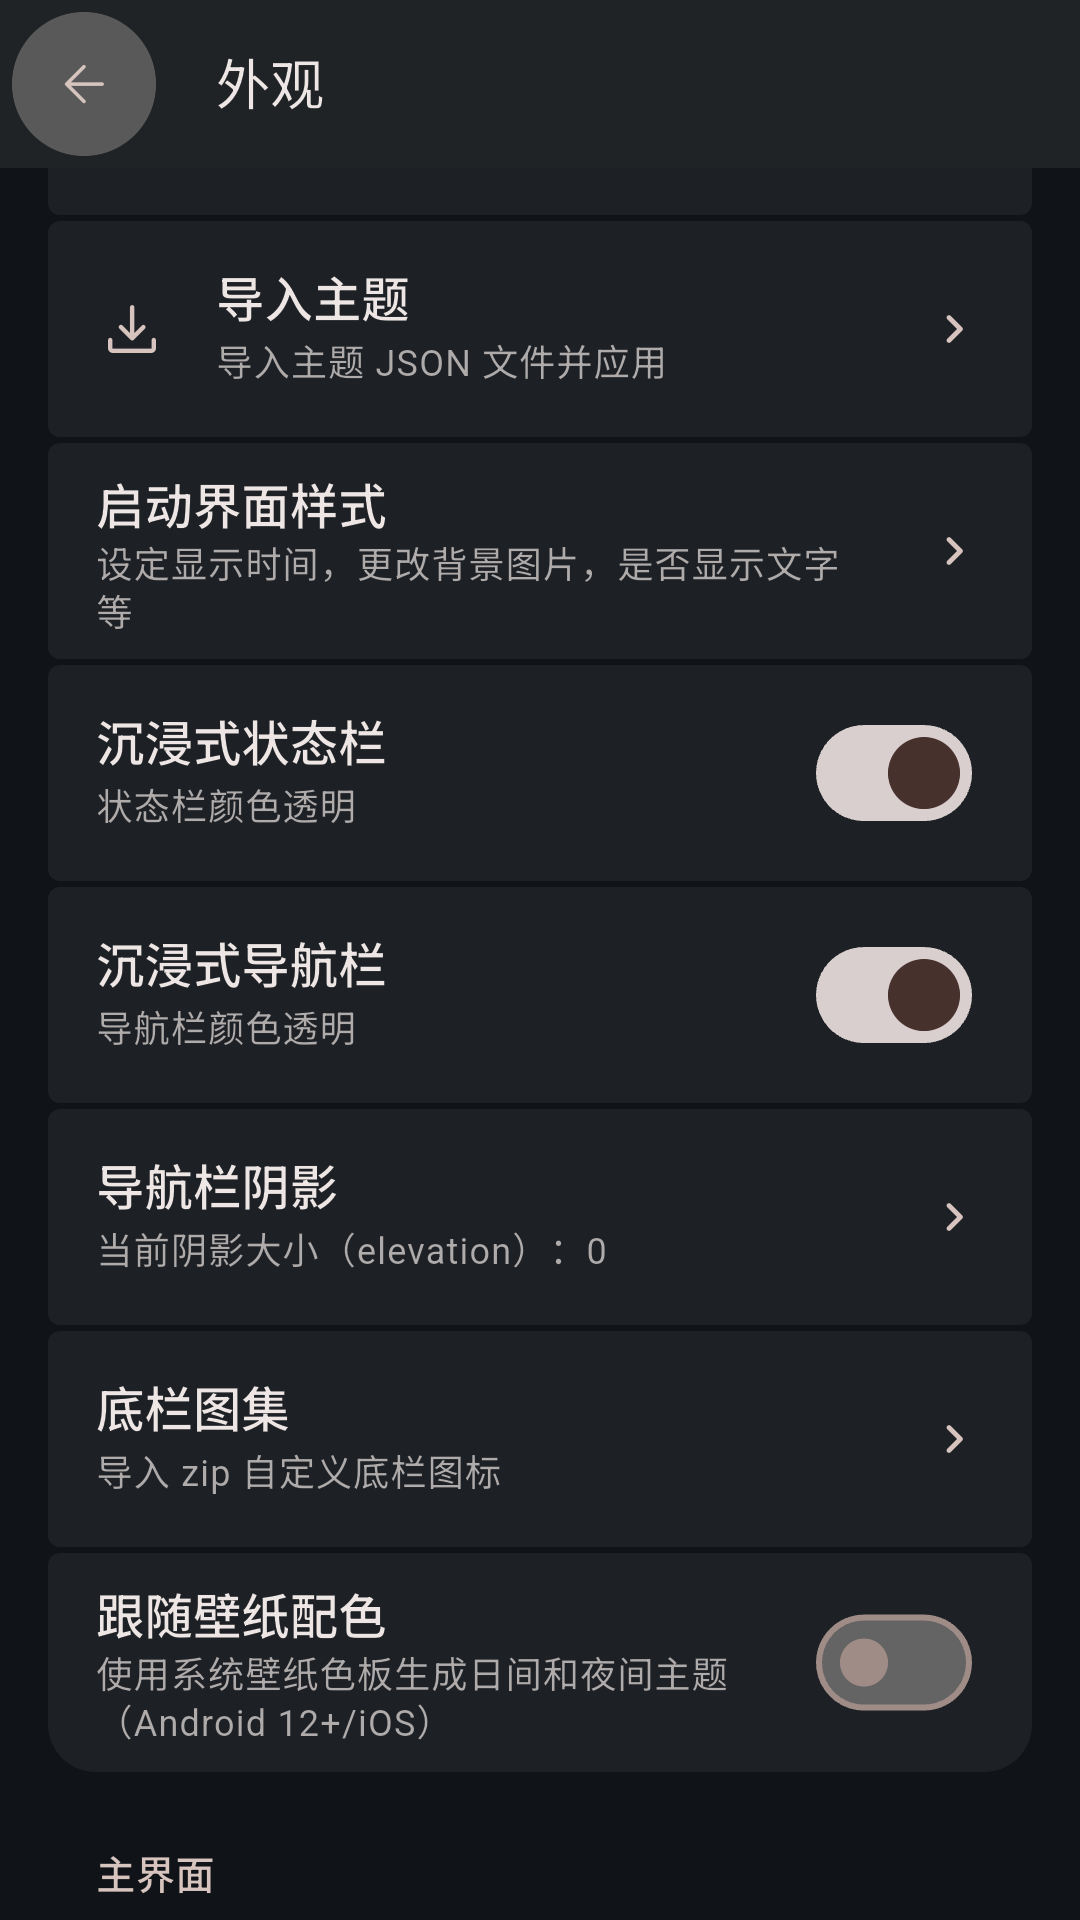 外观
导入主题
导入主题 JSON 文件并应用
启动界面样式
设定显示时间，更改背景图片，是否显示文字
等
沉浸式状态栏
状态栏颜色透明
沉浸式导航栏
导航栏颜色透明
导航栏阴影
当前阴影大小（elevation）：0
底栏图集
导入 zip 自定义底栏图标
跟随壁纸配色
使用系统壁纸色板生成日间和夜间主题
（Android 12+/iOS）
主界面